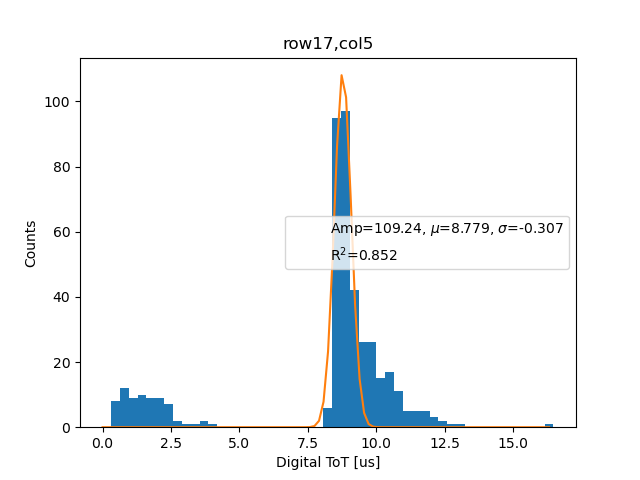 row17,col5
Counts
100
80
60
40
20
0
Amp=109.24, μ=8.779, σ=-0.307
R²=0.852
0.0 2.5 5.0 7.5 10.0 12.5 15.0
Digital ToT [us]